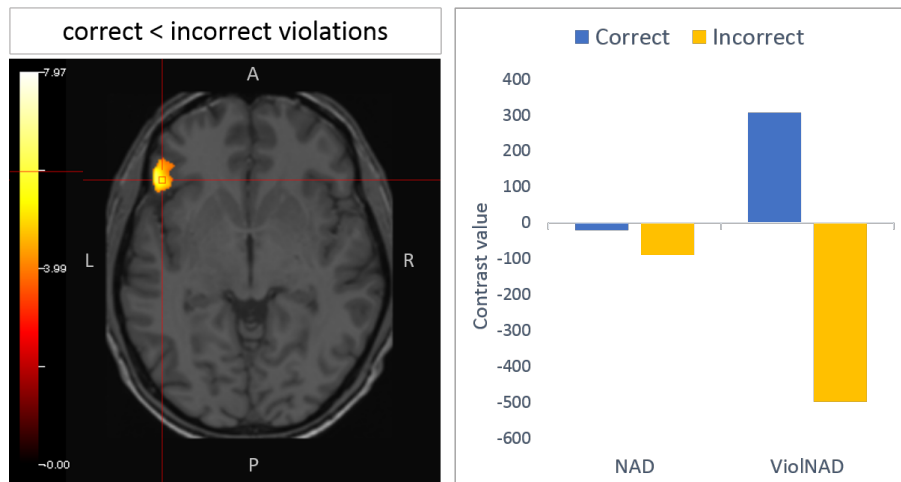 correct < incorrect violations
7.97
A
L
R
3.99
-0.00
P
Correct Incorrect
400
300
200
100
0
-100
-200
-300
-400
-500
-600
Contrast value
NAD ViolNAD